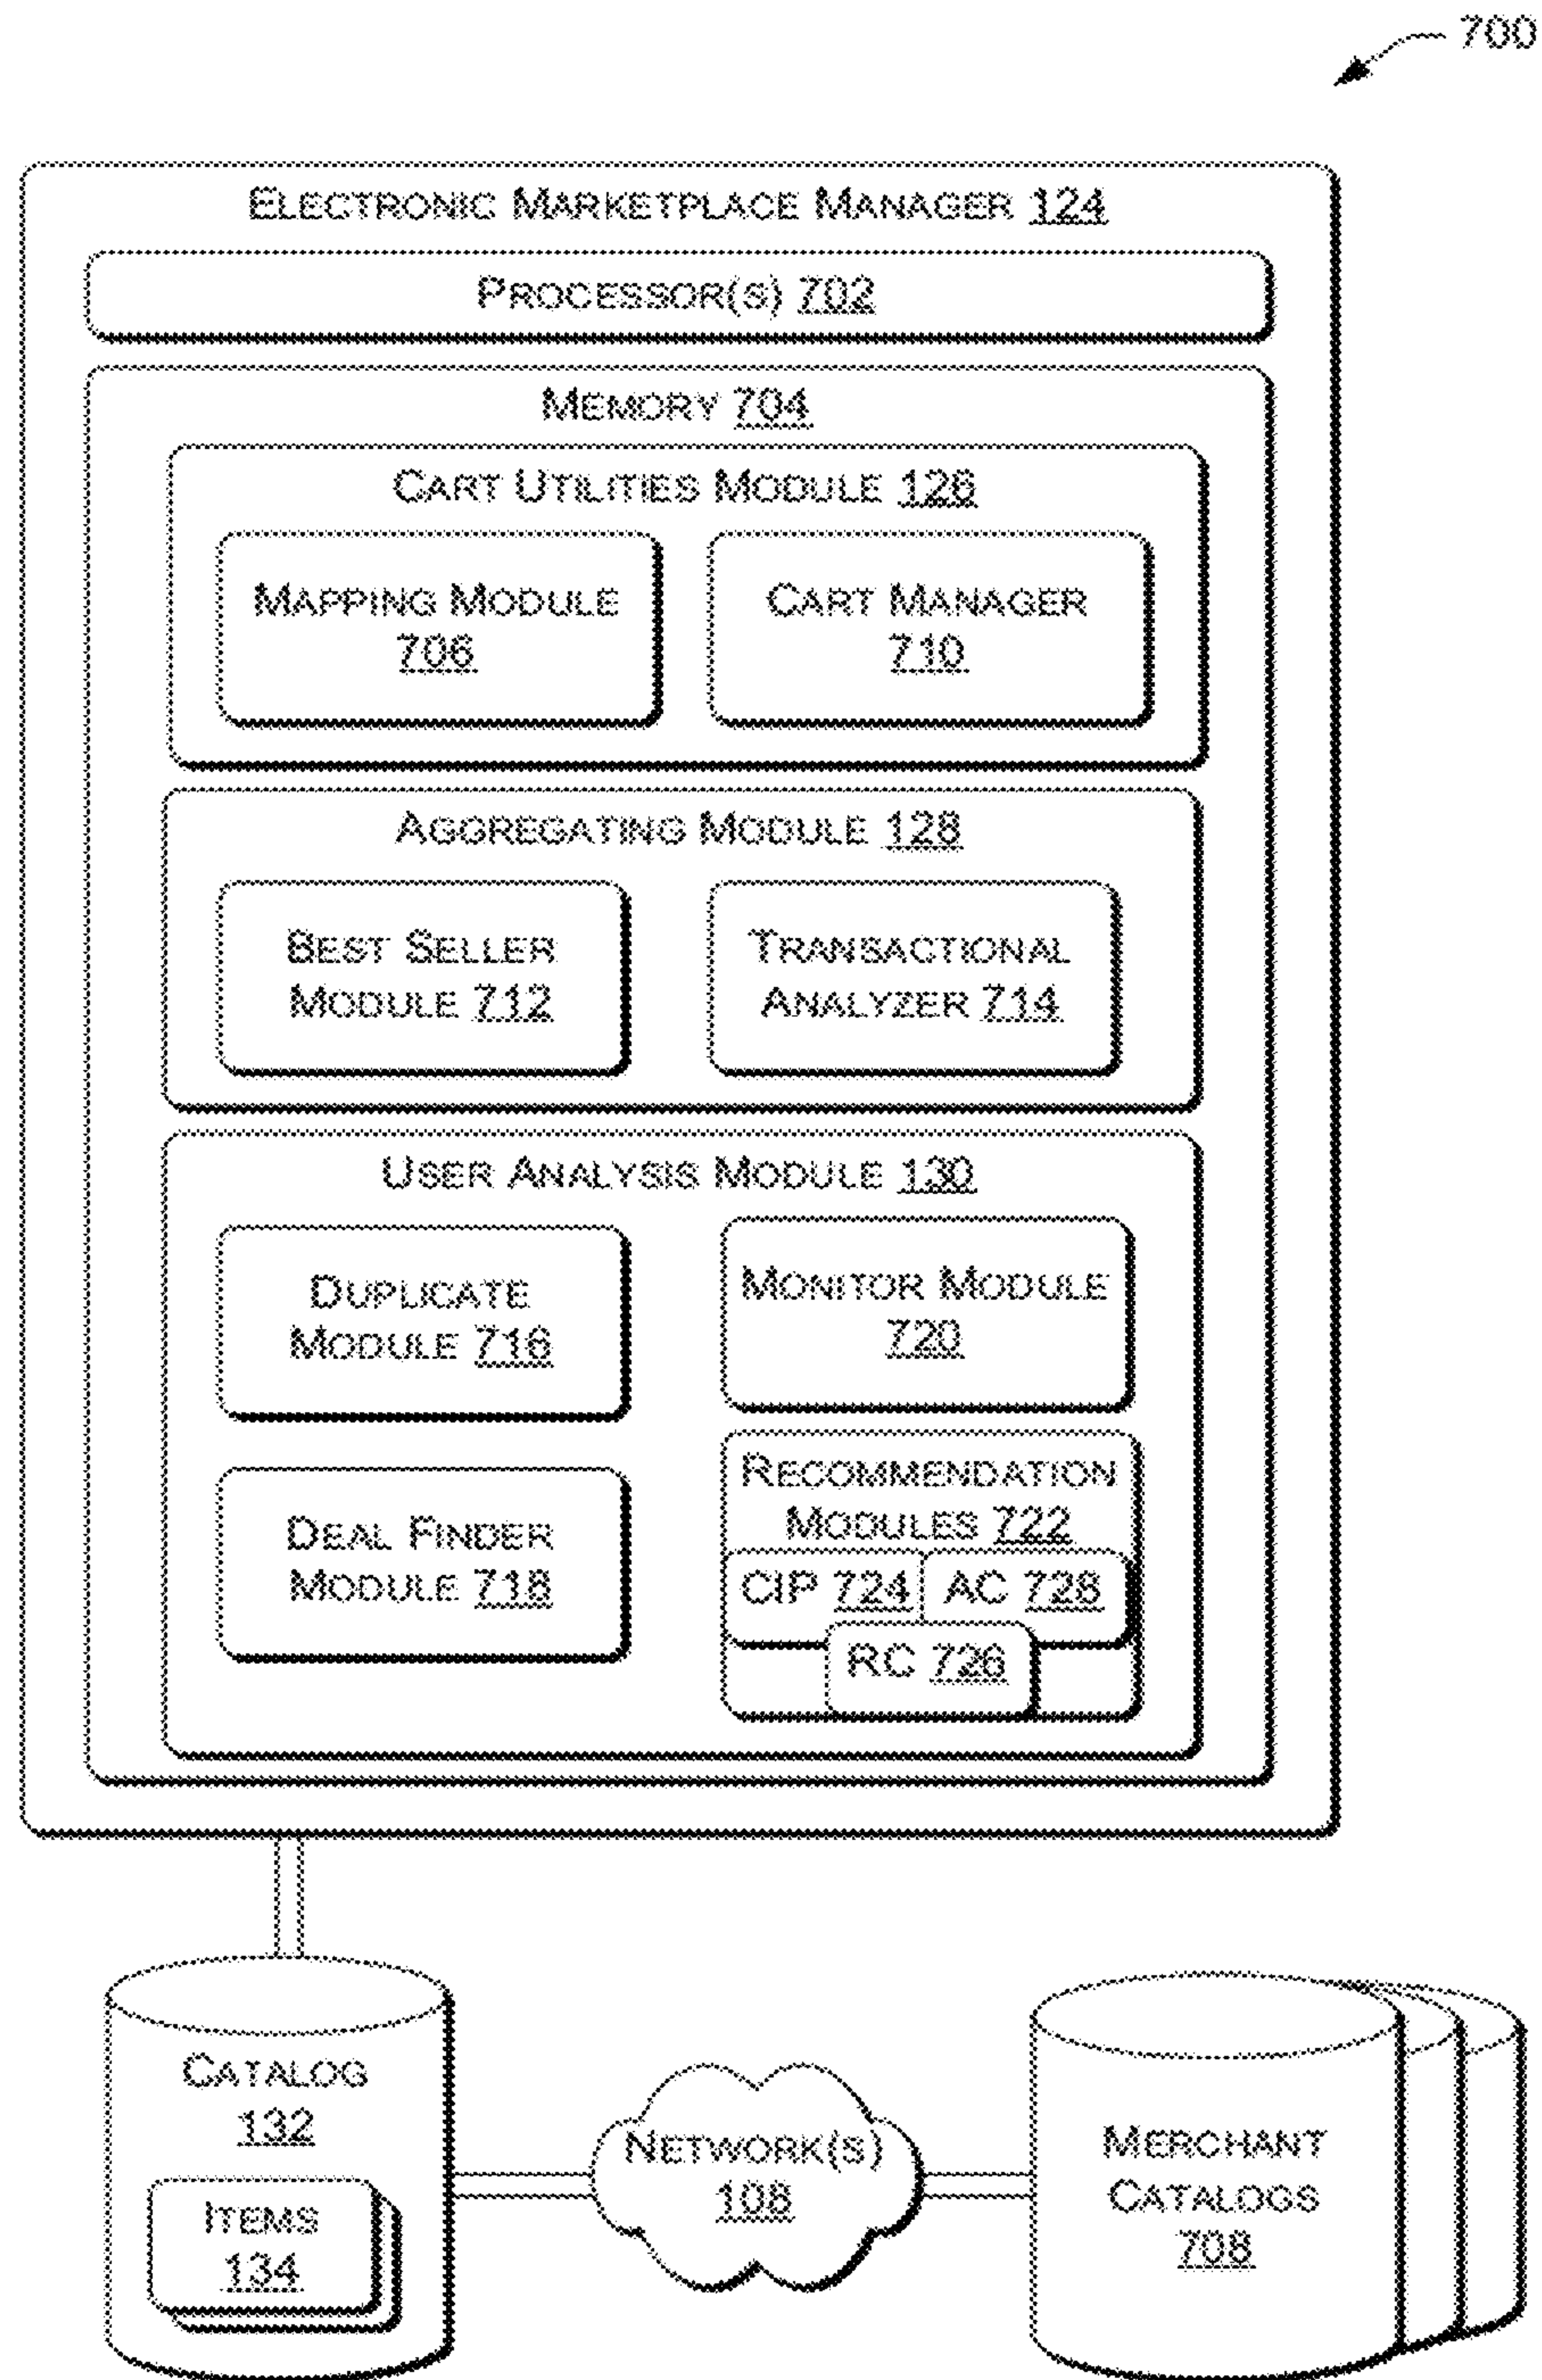 700
ELECTRONIC MARKETPLACE MANAGER 124
PROCESSOR(S) 702
MEMORY 704
CART UTILITIES MODULE 126
MAPPING MODULE
706
CART MANAGER
710
AGGREGATING MODULE 128
BEST SELLER
MODULE 712
TRANSACTIONAL
ANALYZER 714
USER ANALYSIS MODULE 130
DUPLICATE
MODULE 716
MONITOR MODULE
720
DEAL FINDER
MODULE 718
RECOMMENDATION
MODULES 722
CIP 724
AC 728
RC 726
CATALOG
132
ITEMS
134
NETWORK(S)
108
MERCHANT
CATALOGS
708